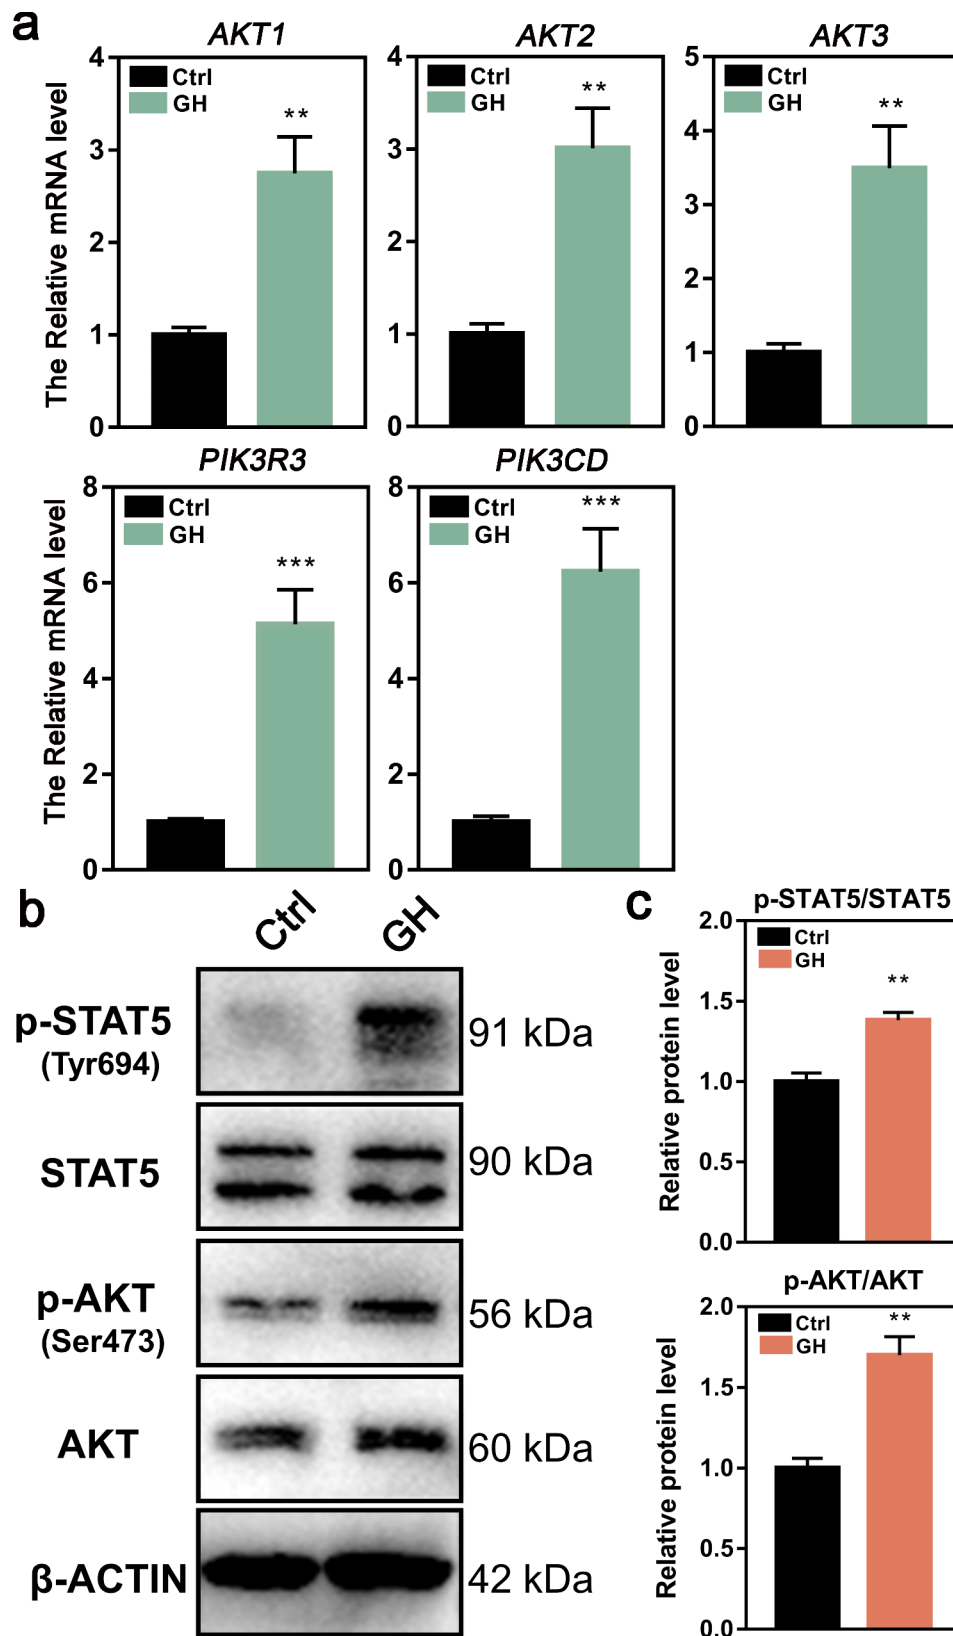 a
AKT1
AKT2
AKT3
The Relative mRNA level
4
3
2
1
0
Ctrl
GH
**
4
3
2
1
0
Ctrl
GH
**
5
4
3
2
1
0
Ctrl
GH
**
PIK3R3
PIK3CD
The Relative mRNA level
8
6
4
2
0
Ctrl
GH
***
8
6
4
2
0
Ctrl
GH
***
b
Ctrl
GH
p-STAT5
(Tyr694)
91 kDa
STAT5
90 kDa
p-AKT
(Ser473)
56 kDa
AKT
60 kDa
β-ACTIN
42 kDa
c
p-STAT5/STAT5
Relative protein level
2.0
1.5
1.0
0.5
0.0
Ctrl
GH
**
p-AKT/AKT
Relative protein level
2.0
1.5
1.0
0.5
0.0
Ctrl
GH
**